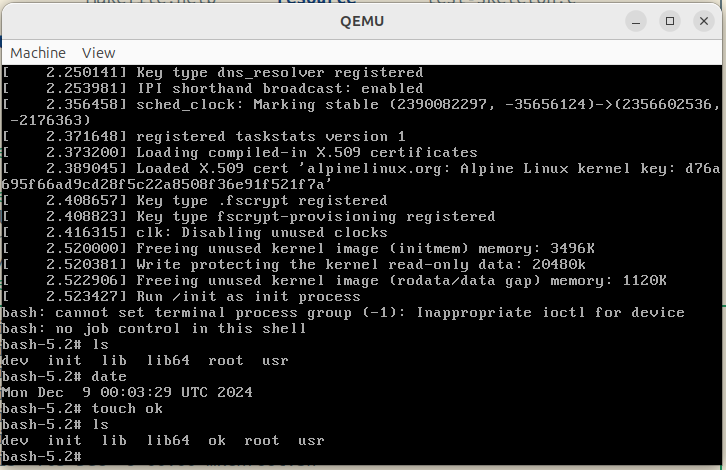 makefile.help resource test-skeleton.c
QEMU
Machine View
[    2.250141] Key type dns_resolver registered
[    2.253981] IPI shorthand broadcast: enabled
[    2.356458] sched_clock: Marking stable (2390082297, -35656124)->(2356602536,
 -2176363)
[    2.371648] registered taskstats version 1
[    2.373200] Loading compiled-in X.509 certificates
[    2.389045] Loaded X.509 cert 'alpinelinux.org: Alpine Linux kernel key: d76a
695f66ad9cd28f5c22a8508f36e91f521f7a'
[    2.408657] Key type .fscrypt registered
[    2.408823] Key type fscrypt-provisioning registered
[    2.416315] clk: Disabling unused clocks
[    2.520000] Freeing unused kernel image (initmem) memory: 3496K
[    2.520381] Write protecting the kernel read-only data: 20480k
[    2.522906] Freeing unused kernel image (rodata/data gap) memory: 1120K
[    2.523427] Run /init as init process
bash: cannot set terminal process group (-1): Inappropriate ioctl for device
bash: no job control in this shell
bash-5.2# ls
dev  init  lib  lib64  root  usr
bash-5.2# date
Mon Dec  9 00:03:29 UTC 2024
bash-5.2# touch ok
bash-5.2# ls
dev  init  lib  lib64  ok  root  usr
bash-5.2#